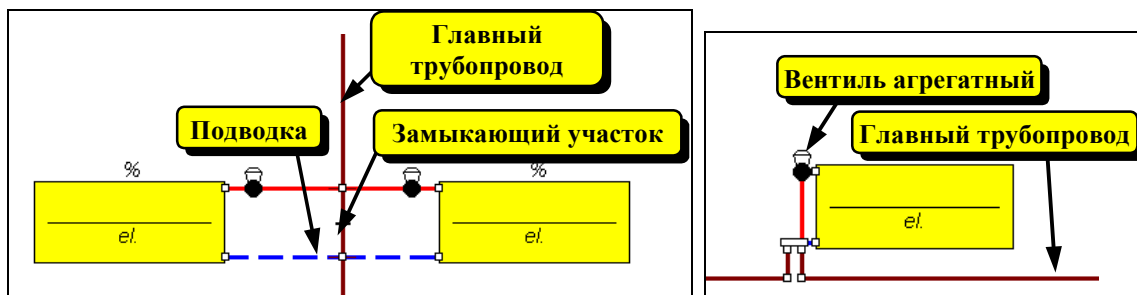 Главный
трубопровод
Подводка
Замыкающий участок
%
%
el.
el.
Вентиль агрегатный
Главный трубопровод
%
el.